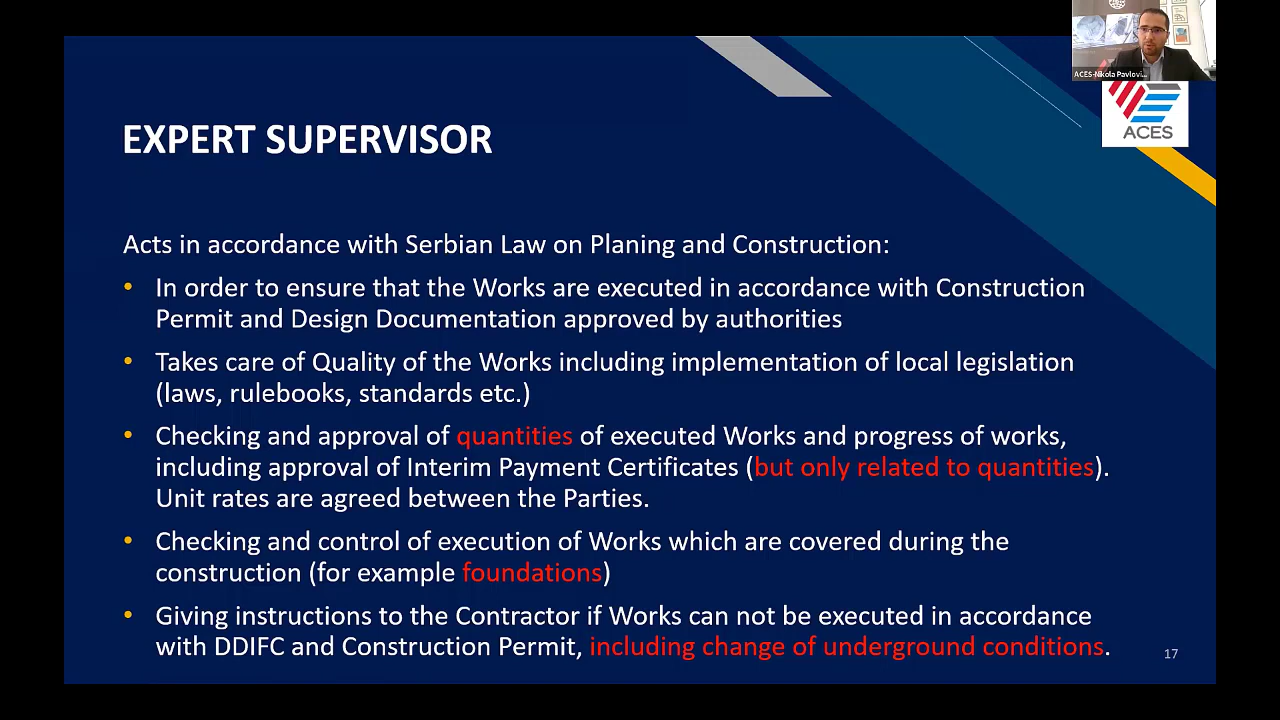 ACES-Nikola Pavlovi...
ACES
EXPERT SUPERVISOR
Acts in accordance with Serbian Law on Planing and Construction:
• In order to ensure that the Works are executed in accordance with Construction
Permit and Design Documentation approved by authorities
• Takes care of Quality of the Works including implementation of local legislation
(laws, rulebooks, standards etc.)
• Checking and approval of quantities of executed Works and progress of works,
including approval of Interim Payment Certificates (but only related to quantities).
Unit rates are agreed between the Parties.
• Checking and control of execution of Works which are covered during the
construction (for example foundations)
• Giving instructions to the Contractor if Works can not be executed in accordance
with DDIFC and Construction Permit, including change of underground conditions.
17